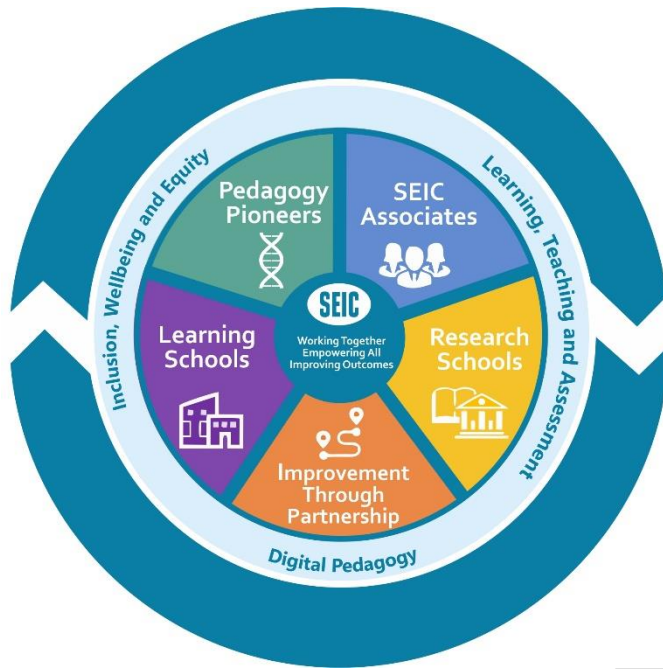 Inclusion, Wellbeing and Equity
Learning, Teaching and Assessment
Pedagogy
Pioneers
SEIC
Associates
SEIC
Working Together
Empowering All
Improving Outcomes
Learning
Schools
Research
Schools
Improvement
Through
Partnership
Digital Pedagogy